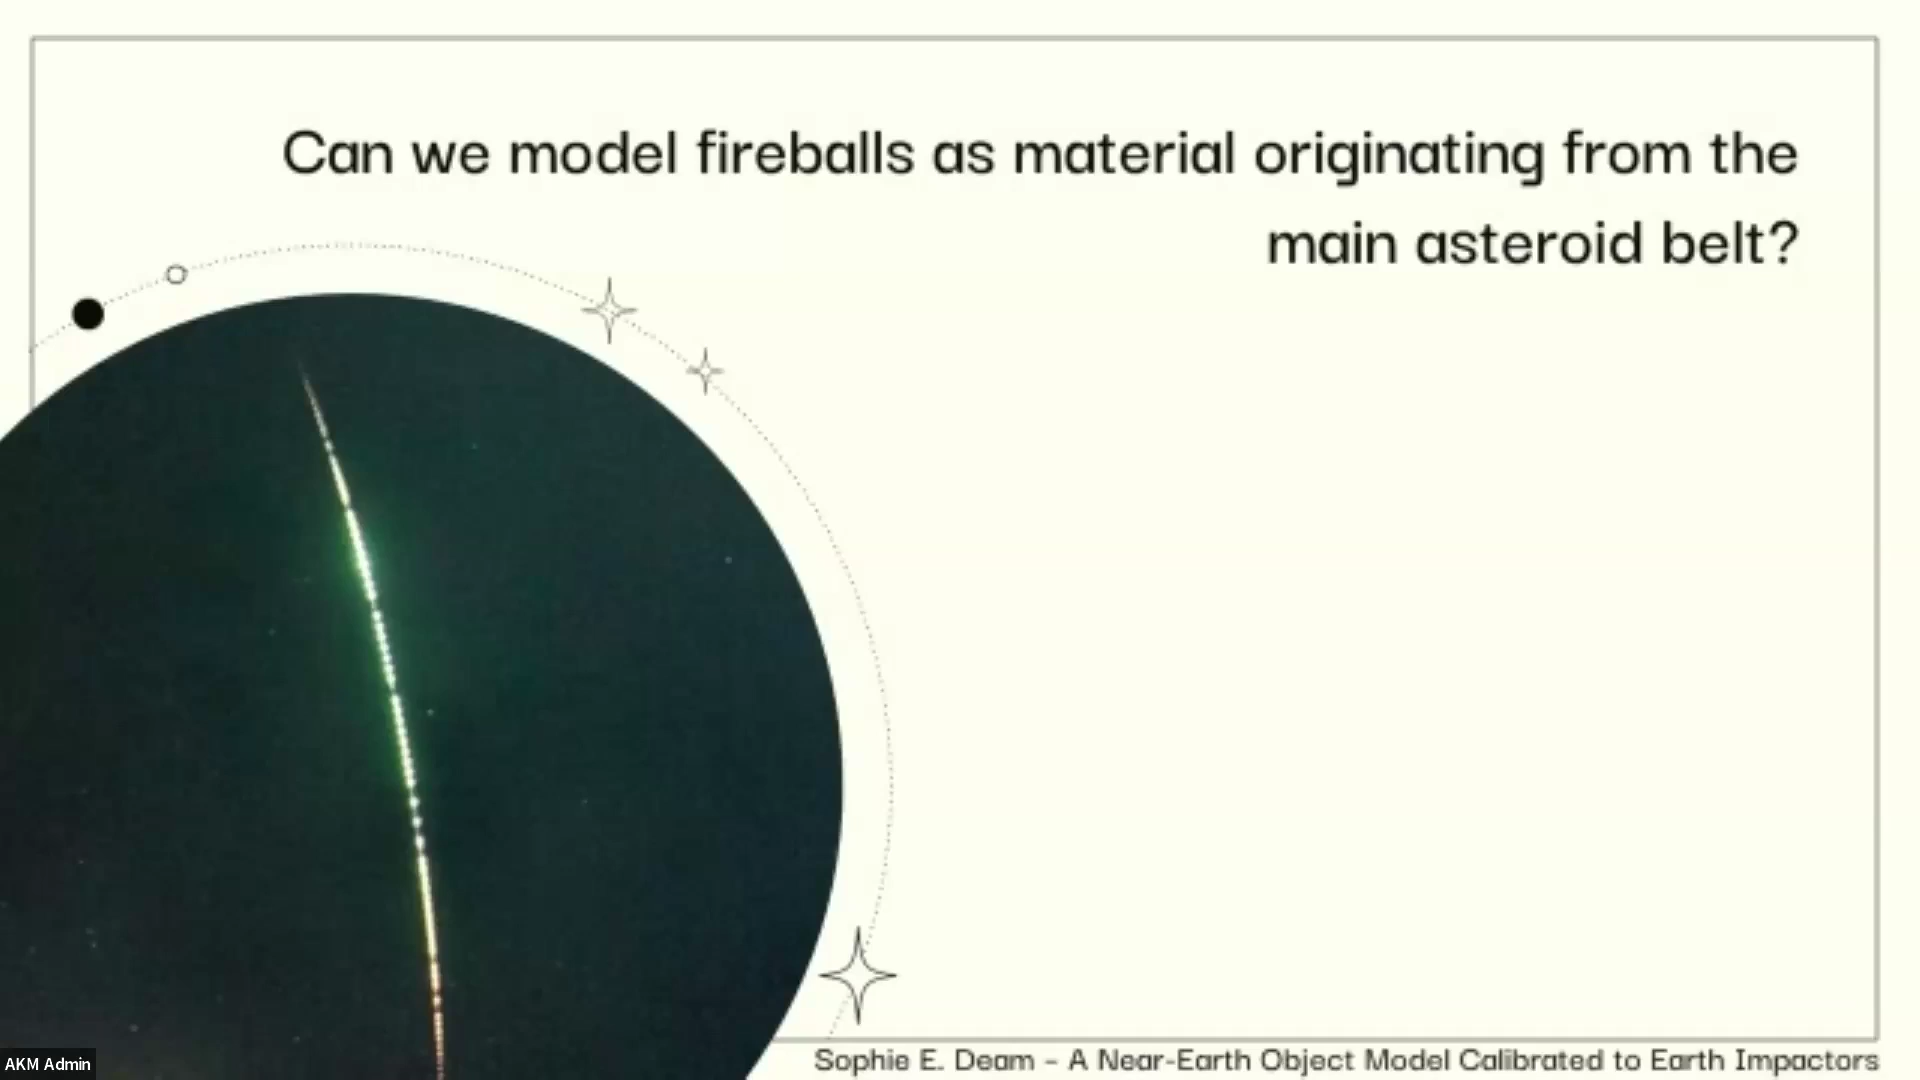 Can we model fireballs as material originating from the
main asteroid belt?
AKM Admin
Sophie E. Deam – A Near-Earth Object Model Calibrated to Earth Impactors